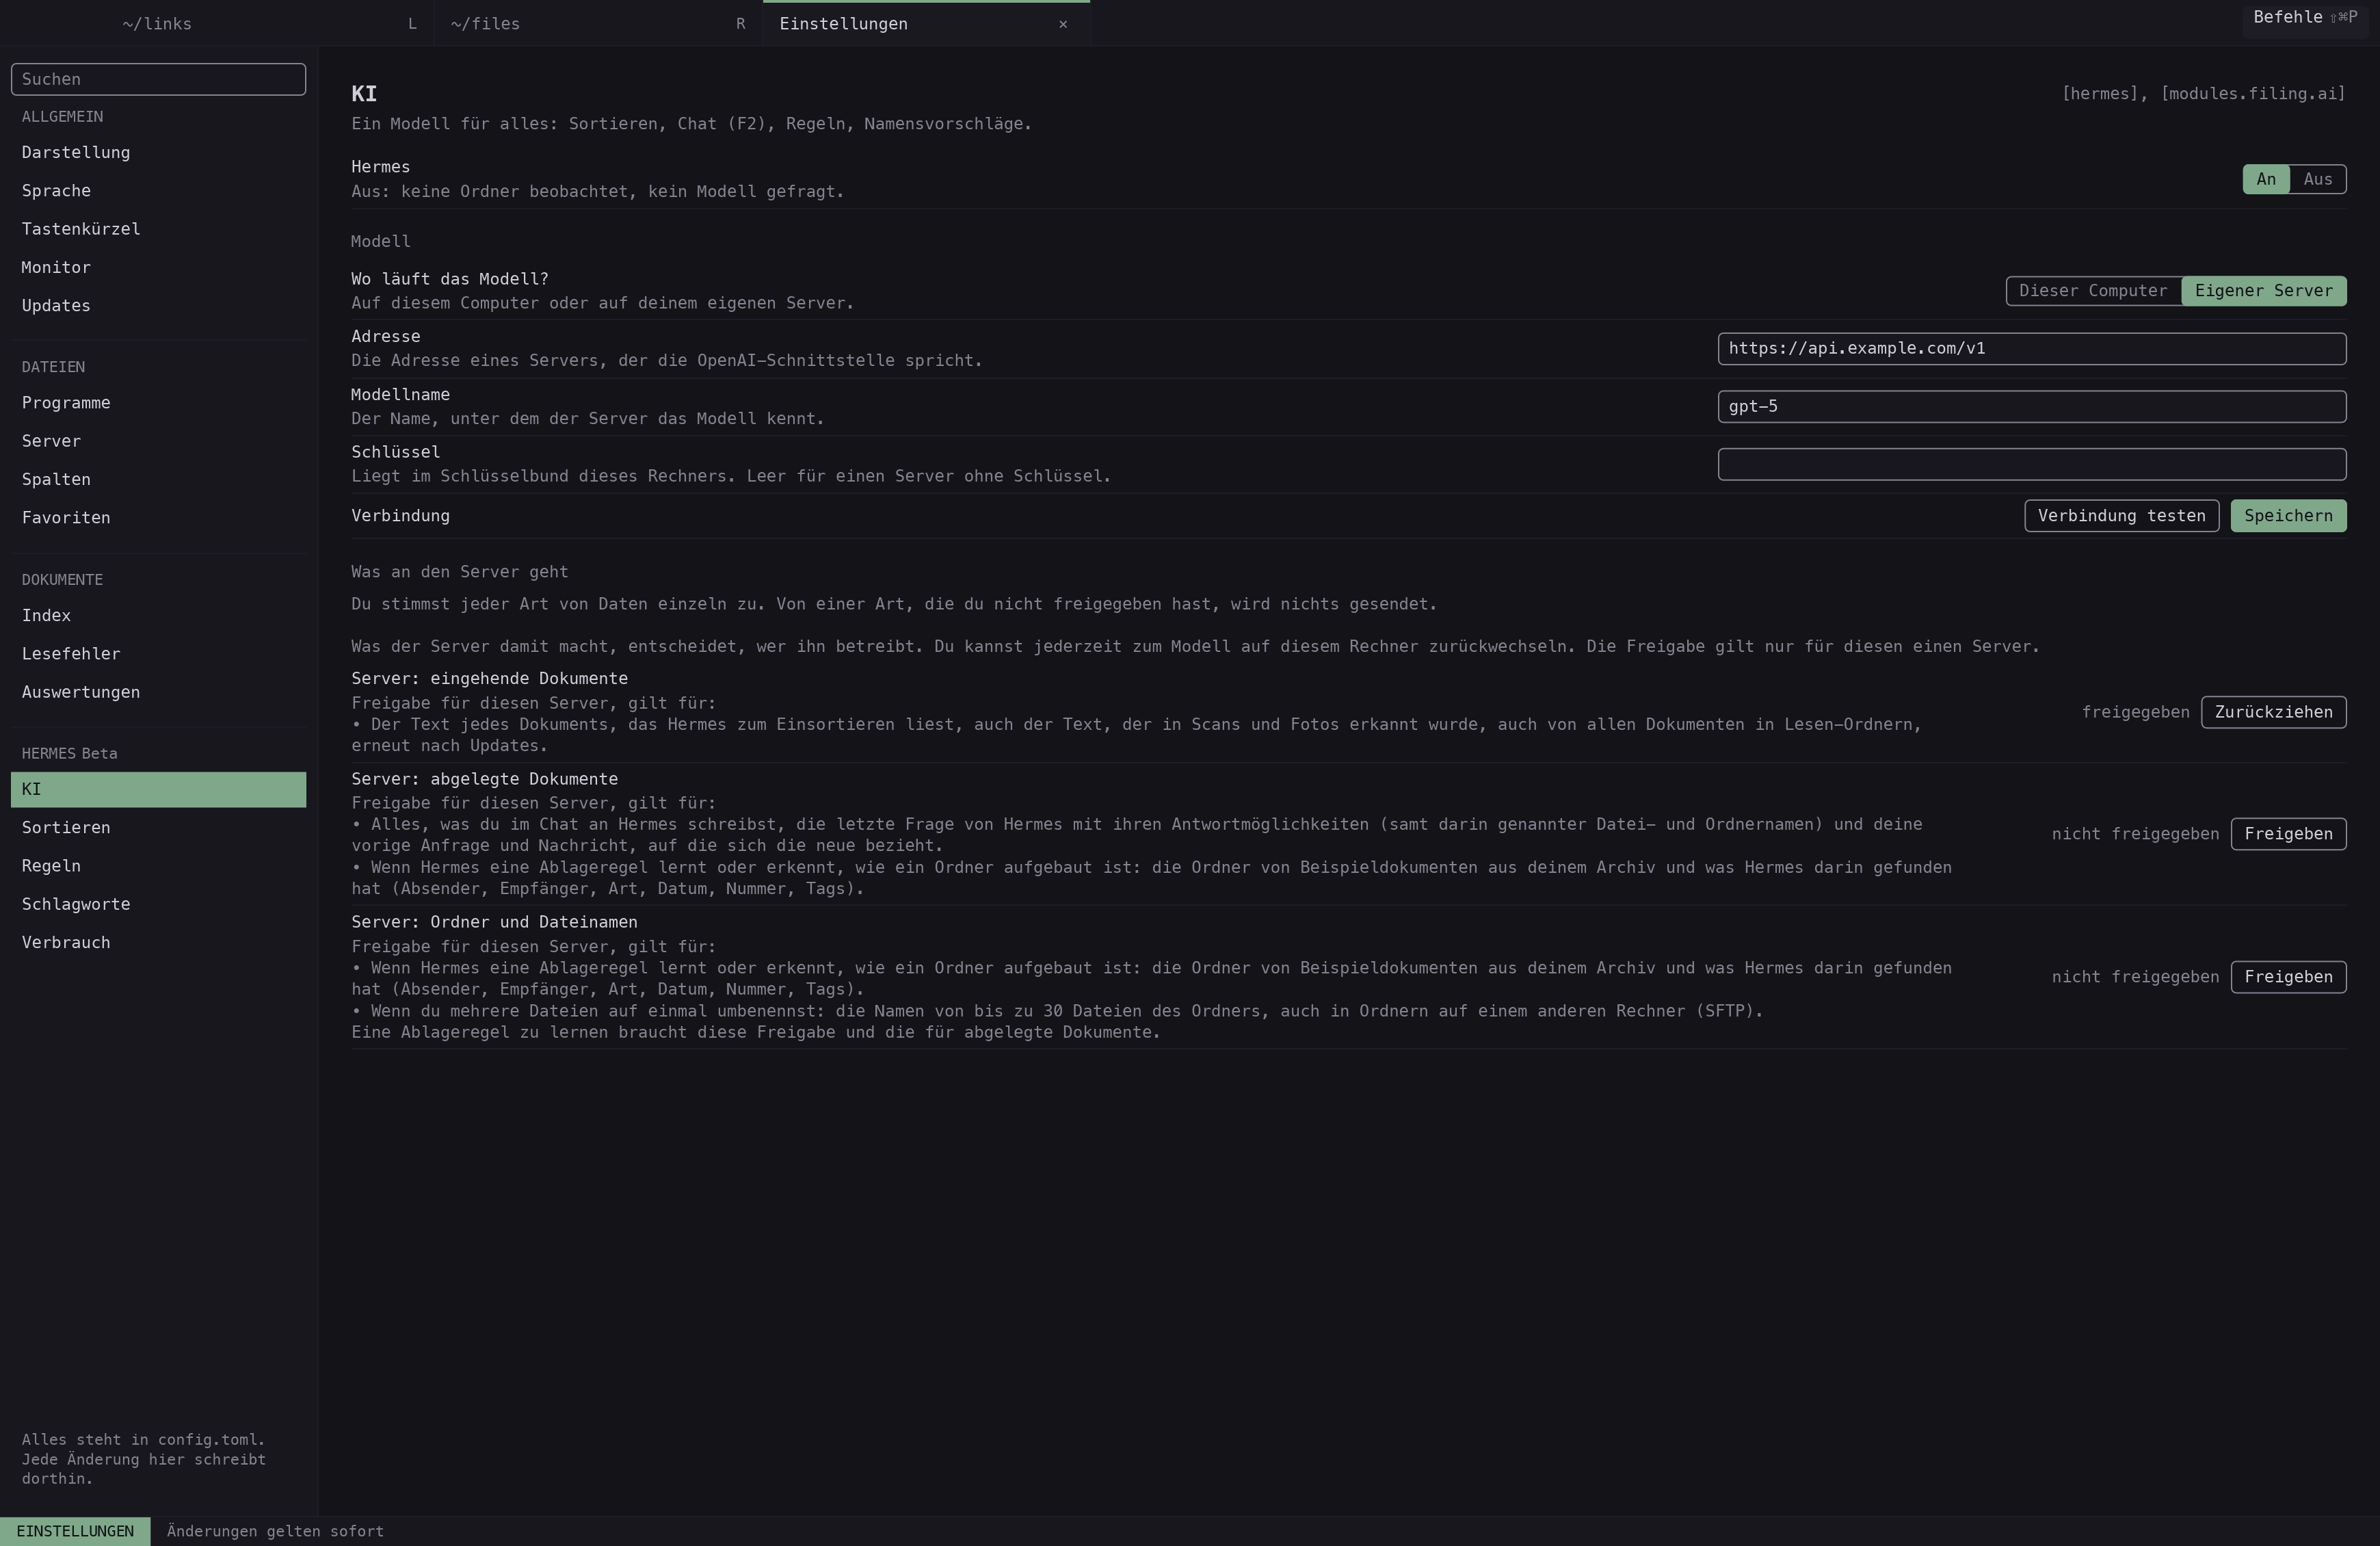 ~/links L ~/files R Einstellungen × Befehle ⇧⌘P
Suchen
ALLGEMEIN
Darstellung
Sprache
Tastenkürzel
Monitor
Updates
DATEIEN
Programme
Server
Spalten
Favoriten
DOKUMENTE
Index
Lesefehler
Auswertungen
HERMES Beta
KI
Sortieren
Regeln
Schlagworte
Verbrauch
Alles steht in config.toml.
Jede Änderung hier schreibt
dorthin.
KI [hermes], [modules.filing.ai]
Ein Modell für alles: Sortieren, Chat (F2), Regeln, Namensvorschläge.
Hermes
Aus: keine Ordner beobachtet, kein Modell gefragt.
An Aus
Modell
Wo läuft das Modell?
Auf diesem Computer oder auf deinem eigenen Server.
Dieser Computer Eigener Server
Adresse
Die Adresse eines Servers, der die OpenAI-Schnittstelle spricht.
https://api.example.com/v1
Modellname
Der Name, unter dem der Server das Modell kennt.
gpt-5
Schlüssel
Liegt im Schlüsselbund dieses Rechners. Leer für einen Server ohne Schlüssel.
Verbindung Verbindung testen Speichern
Was an den Server geht
Du stimmst jeder Art von Daten einzeln zu. Von einer Art, die du nicht freigegeben hast, wird nichts gesendet.
Was der Server damit macht, entscheidet, wer ihn betreibt. Du kannst jederzeit zum Modell auf diesem Rechner zurückwechseln. Die Freigabe gilt nur für diesen einen Server.
Server: eingehende Dokumente
Freigabe für diesen Server, gilt für:
• Der Text jedes Dokuments, das Hermes zum Einsortieren liest, auch der Text, der in Scans und Fotos erkannt wurde, auch von allen Dokumenten in Lesen-Ordnern,
erneut nach Updates.
freigegeben Zurückziehen
Server: abgelegte Dokumente
Freigabe für diesen Server, gilt für:
• Alles, was du im Chat an Hermes schreibst, die letzte Frage von Hermes mit ihren Antwortmöglichkeiten (samt darin genannter Datei- und Ordnernamen) und deine
vorige Anfrage und Nachricht, auf die sich die neue bezieht.
• Wenn Hermes eine Ablageregel lernt oder erkennt, wie ein Ordner aufgebaut ist: die Ordner von Beispieldokumenten aus deinem Archiv und was Hermes darin gefunden
hat (Absender, Empfänger, Art, Datum, Nummer, Tags).
nicht freigegeben Freigeben
Server: Ordner und Dateinamen
Freigabe für diesen Server, gilt für:
• Wenn Hermes eine Ablageregel lernt oder erkennt, wie ein Ordner aufgebaut ist: die Ordner von Beispieldokumenten aus deinem Archiv und was Hermes darin gefunden
hat (Absender, Empfänger, Art, Datum, Nummer, Tags).
• Wenn du mehrere Dateien auf einmal umbenennst: die Namen von bis zu 30 Dateien des Ordners, auch in Ordnern auf einem anderen Rechner (SFTP).
Eine Ablageregel zu lernen braucht diese Freigabe und die für abgelegte Dokumente.
nicht freigegeben Freigeben
EINSTELLUNGEN Änderungen gelten sofort